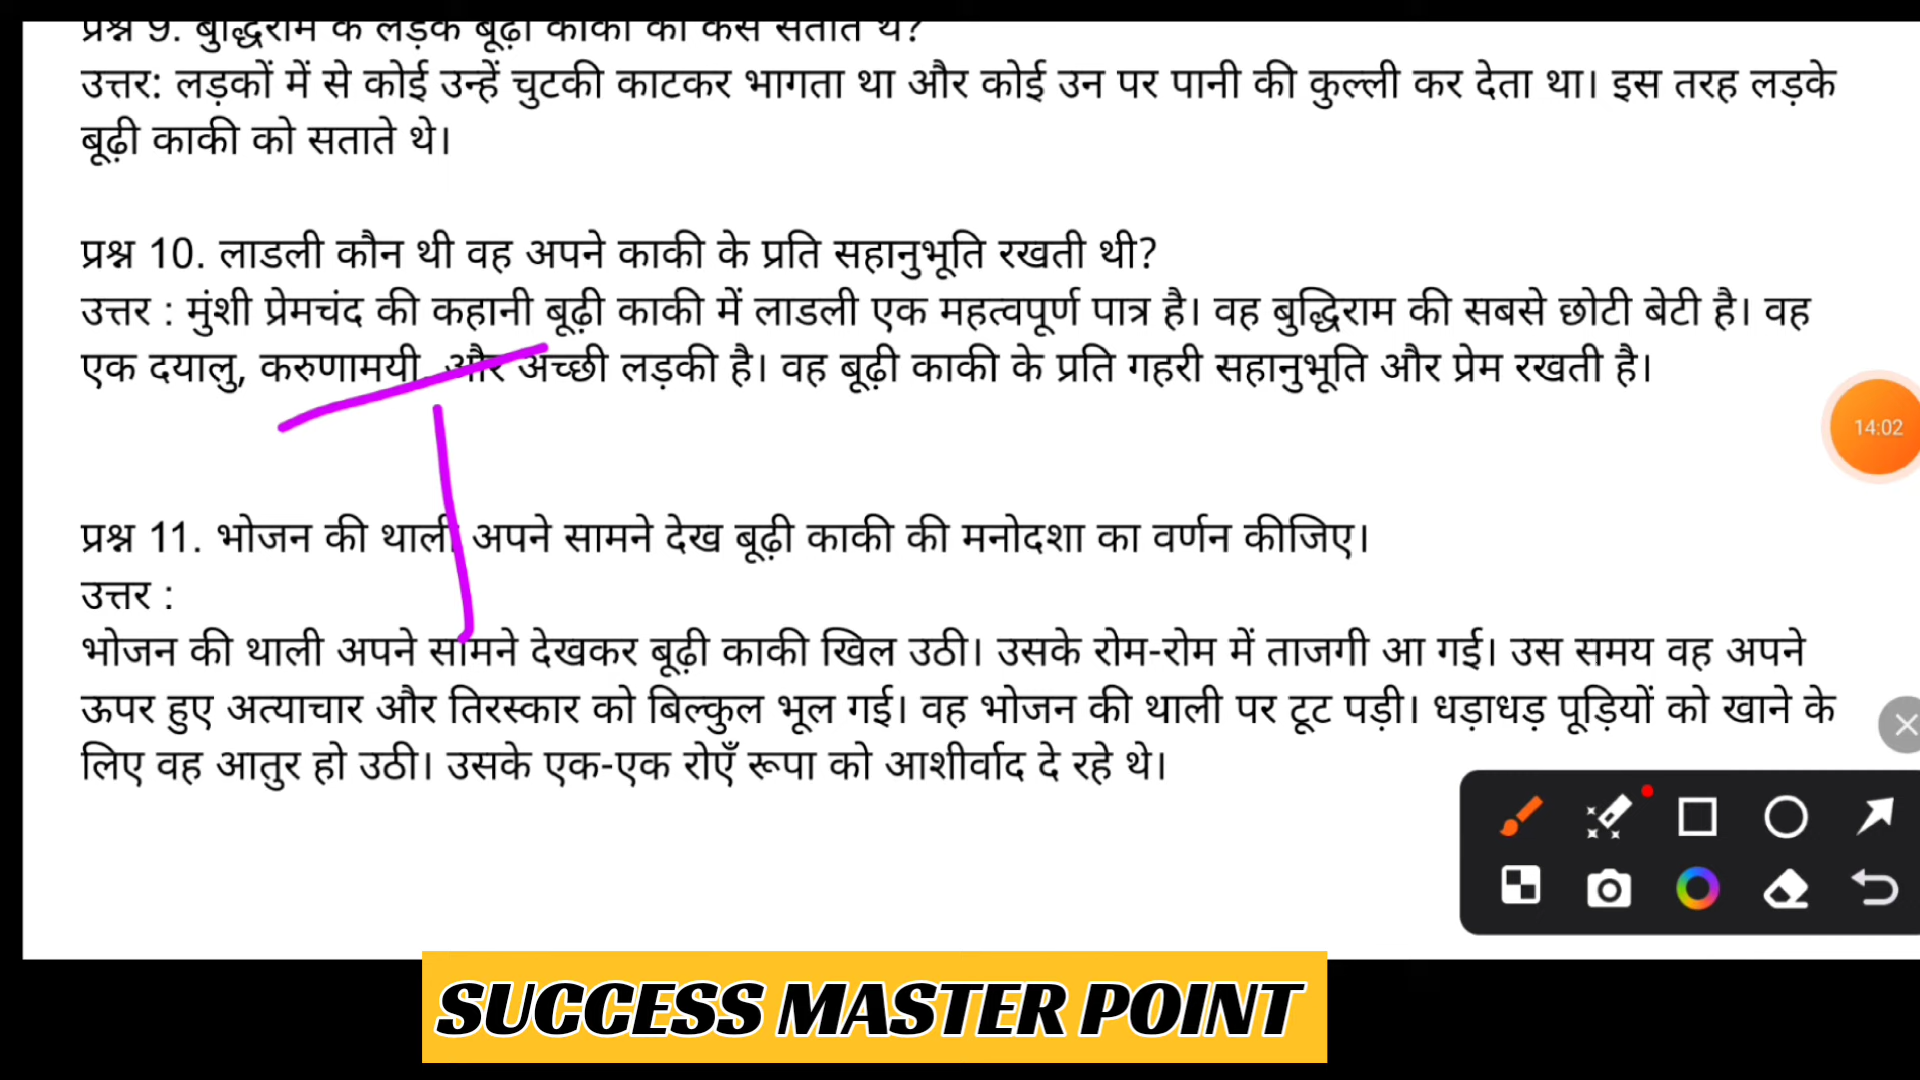 प्रश्न 9. बुद्धिराम के लड़के बूढ़ी काकी को कैसे सताते थे?
उत्तर: लड़कों में से कोई उन्हें चुटकी काटकर भागता था और कोई उन पर पानी की कुल्ली कर देता था। इस तरह लड़के
बूढ़ी काकी को सताते थे।
प्रश्न 10. लाडली कौन थी वह अपने काकी के प्रति सहानुभूति रखती थी?
उत्तर : मुंशी प्रेमचंद की कहानी बूढ़ी काकी में लाडली एक महत्वपूर्ण पात्र है। वह बुद्धिराम की सबसे छोटी बेटी है। वह
एक दयालु, करुणामयी, और अच्छी लड़की है। वह बूढ़ी काकी के प्रति गहरी सहानुभूति और प्रेम रखती है।
14:02
प्रश्न 11. भोजन की थाली अपने सामने देख बूढ़ी काकी की मनोदशा का वर्णन कीजिए।
उत्तर :
भोजन की थाली अपने सामने देखकर बूढ़ी काकी खिल उठी। उसके रोम-रोम में ताजगी आ गई। उस समय वह अपने
ऊपर हुए अत्याचार और तिरस्कार को बिल्कुल भूल गई। वह भोजन की थाली पर टूट पड़ी। धड़ाधड़ पूड़ियों को खाने के
लिए वह आतुर हो उठी। उसके एक-एक रोएँ रूपा को आशीर्वाद दे रहे थे।
SUCCESS MASTER POINT